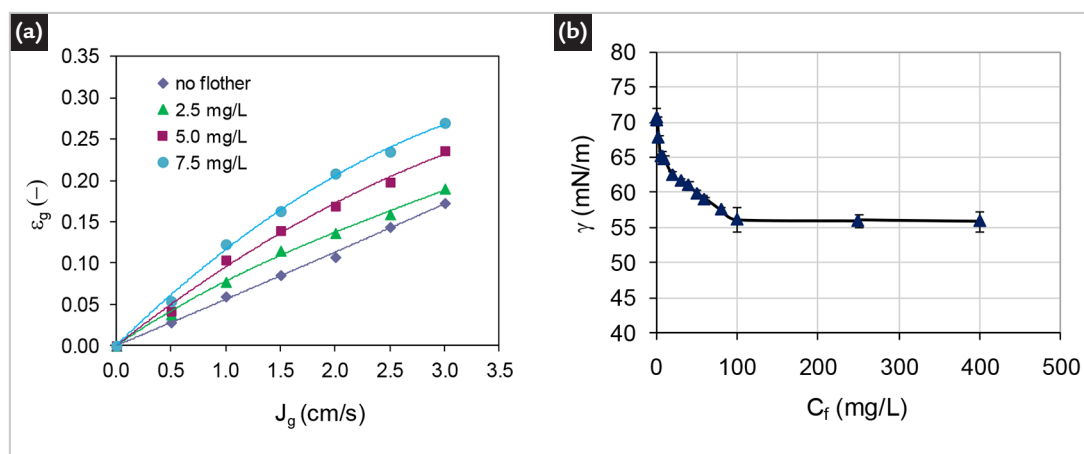 (a)
0.35
0.30
0.25
0.20
0.15
0.10
0.05
0.00
εg (–)
no flother
2.5 mg/L
5.0 mg/L
7.5 mg/L
0.0 0.5 1.0 1.5 2.0 2.5 3.0 3.5
Jg (cm/s)
(b)
80
75
70
65
60
55
50
45
40
γ (mN/m)
0 100 200 300 400 500
Cf (mg/L)